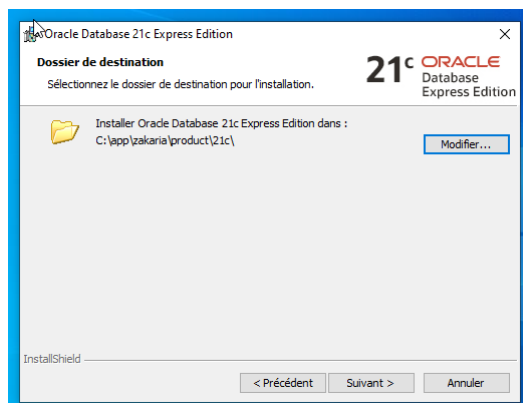 Oracle Database 21c Express Edition
Dossier de destination
Sélectionnez le dossier de destination pour l'installation.
21c ORACLE
Database
Express Edition
Installer Oracle Database 21c Express Edition dans :
C:\app\zakaria\product\21c\
Modifier...
InstallShield
< Précédent
Suivant >
Annuler